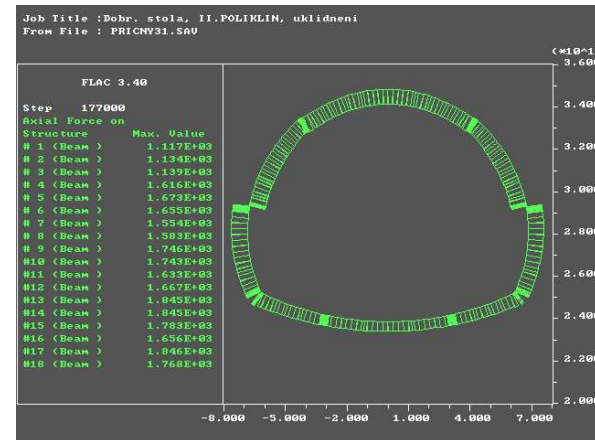 Job Title :Dobr. stola, II.POLIKLIN, uklidneni
From File : PRICNY31.SAV
(*10^1
FLAC 3.40
Step 177000
Axial Force on
Structure Max. Value
# 1 (Beam ) 1.117E+03
# 2 (Beam ) 1.134E+03
# 3 (Beam ) 1.139E+03
# 4 (Beam ) 1.616E+03
# 5 (Beam ) 1.673E+03
# 6 (Beam ) 1.655E+03
# 7 (Beam ) 1.554E+03
# 8 (Beam ) 1.583E+03
# 9 (Beam ) 1.746E+03
#10 (Beam ) 1.743E+03
#11 (Beam ) 1.633E+03
#12 (Beam ) 1.667E+03
#13 (Beam ) 1.845E+03
#14 (Beam ) 1.845E+03
#15 (Beam ) 1.783E+03
#16 (Beam ) 1.656E+03
#17 (Beam ) 1.846E+03
#18 (Beam ) 1.768E+03
3.600
3.400
3.200
3.000
2.800
2.600
2.400
2.200
2.000
-8.000 -5.000 -2.000 1.000 4.000 7.000